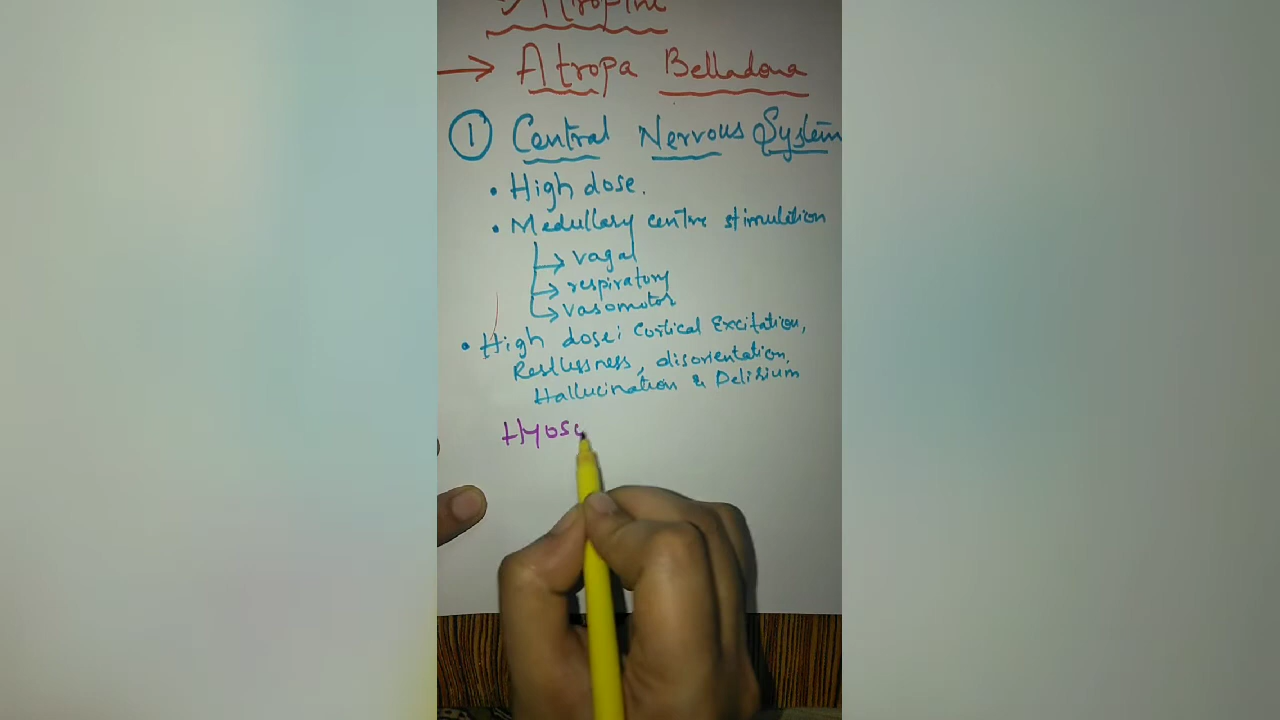 Atropine
→ Atropa Belladona
① Central Nervous System
• High dose.
• Medullary centre stimulation
→ vagal
→ respiratory
→ vasomotor
• High dose: Cortical Excitation,
Restlessness, disorientation,
Hallucination & Delirium
Hyosc